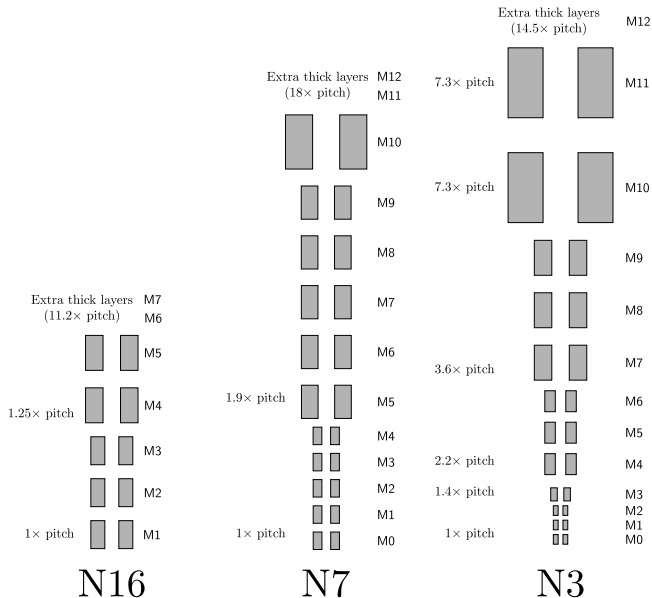 Extra thick layers
(11.2× pitch)
M7
M6
M5
1.25× pitch
M4
M3
M2
1× pitch
M1
N16
Extra thick layers
(18× pitch)
M12
M11
M10
M9
M8
M7
M6
1.9× pitch
M5
M4
M3
M2
M1
1× pitch
M0
N7
Extra thick layers
(14.5× pitch)
M12
7.3× pitch
M11
7.3× pitch
M10
M9
M8
3.6× pitch
M7
M6
M5
2.2× pitch
M4
1.4× pitch
M3
M2
M1
1× pitch
M0
N3